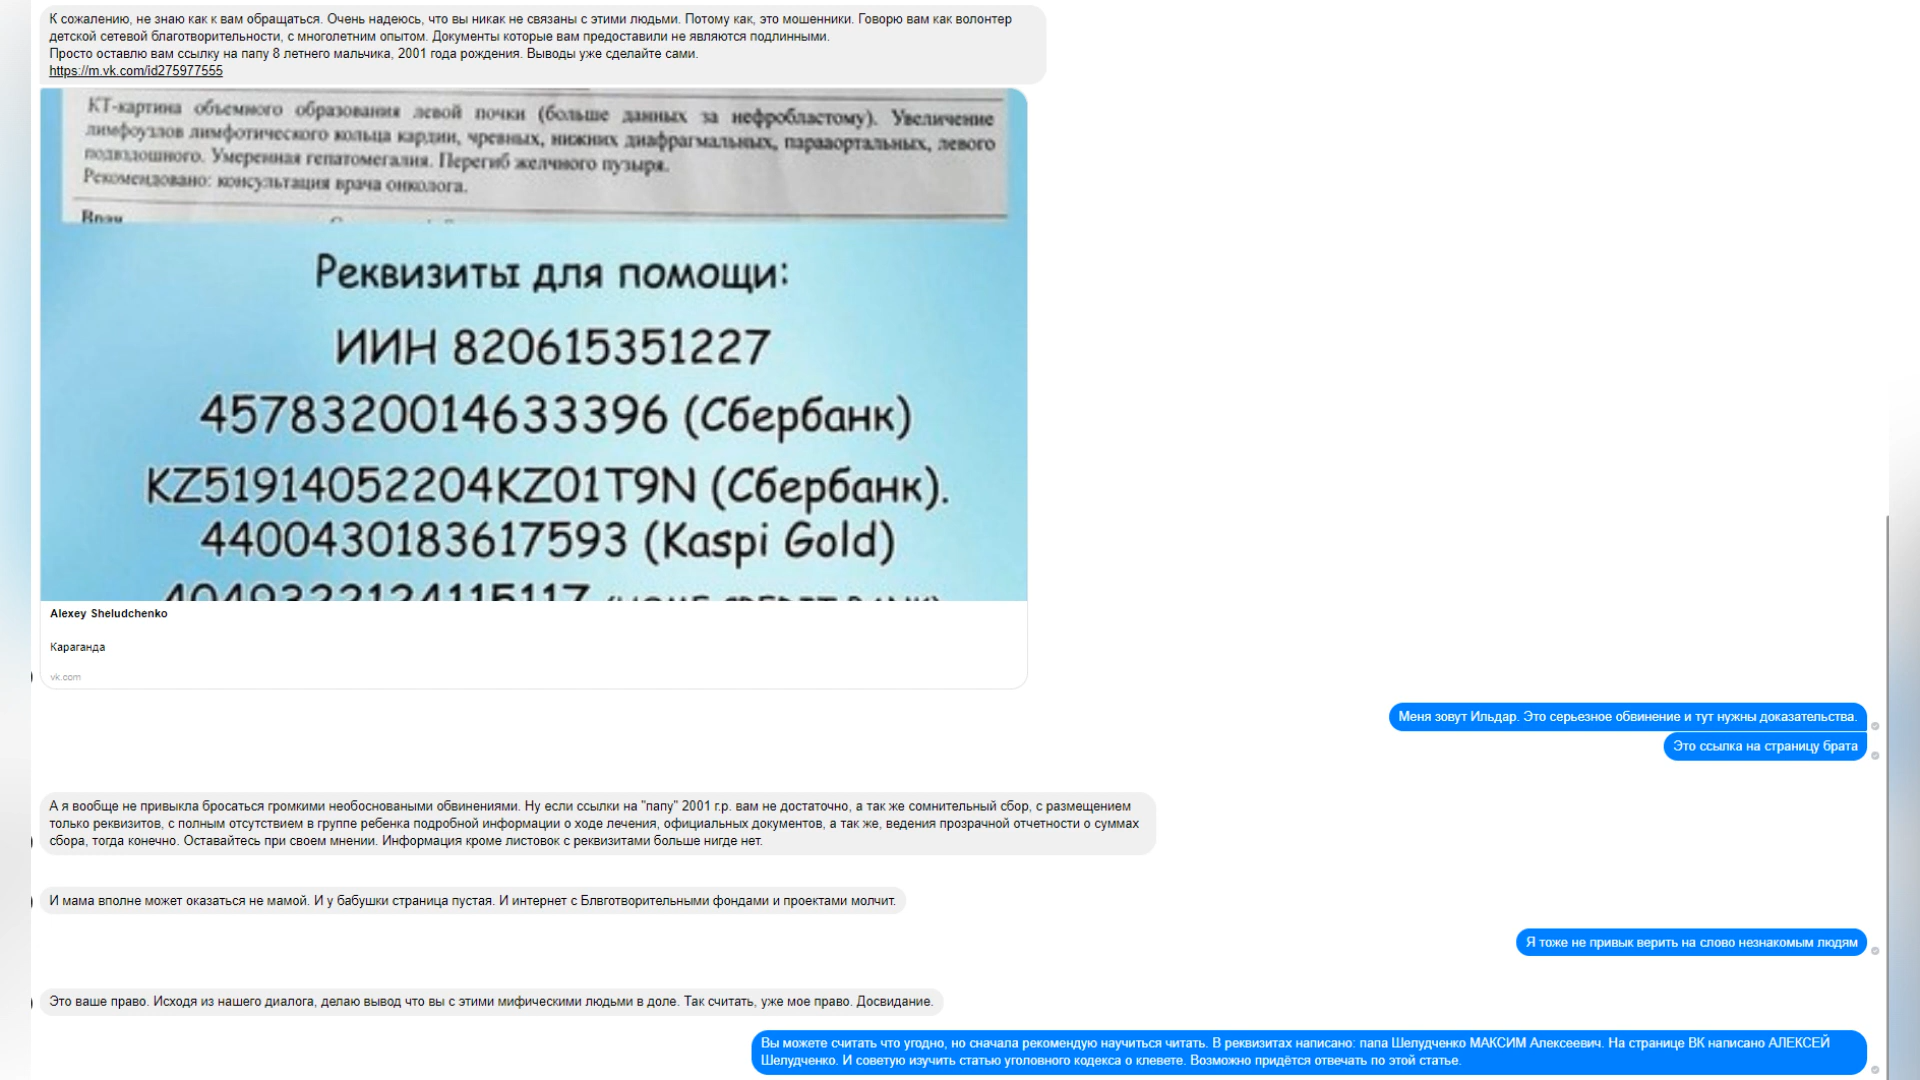 К сожалению, не знаю как к вам обращаться. Очень надеюсь, что вы никак не связаны с этими людьми. Потому как, это мошенники. Говорю вам как волонтер
детской сетевой благотворительности, с многолетним опытом. Документы которые вам предоставили не являются подлинными.
Просто оставлю вам ссылку на папу 8 летнего мальчика, 2001 года рождения. Выводы уже сделайте сами.
https://m.vk.com/id275977555
КТ-картина объемного образования левой почки (больше данных за нефробластому). Увеличение
лимфоузлов лимфотического кольца кардии, чревных, нижних диафрагмальных, парааортальных, левого
подвздошного. Умеренная гепатомегалия. Перегиб желчного пузыря.
Рекомендовано: консультация врача онколога.
Врач
Реквизиты для помощи:
ИИН 820615351227
4578320014633396 (Сбербанк)
KZ51914052204KZ01T9N (Сбербанк).
4400430183617593 (Kaspi Gold)
4049322124115117 (HOME CREDIT BANK)
Alexey Sheludchenko
Караганда
vk.com
Меня зовут Ильдар. Это серьезное обвинение и тут нужны доказательства.
Это ссылка на страницу брата
А я вообще не привыкла бросаться громкими необоснованы​ми обвинениями. Ну если ссылки на "папу" 2001 г.р. вам не достаточно, а так же сомнительный сбор, с размещением
только реквизитов, с полным отсутствием в группе ребенка подробной информации о ходе лечения, официальных документов, а так же, ведения прозрачной отчетности о суммах
сбора, тогда конечно. Оставайтесь при своем мнении. Информация кроме листовок с реквизитами больше нигде нет.
И мама вполне может оказаться не мамой. И у бабушки страница пустая. И интернет с Блвготворительными фондами и проектами молчит.
Я тоже не привык верить на слово незнакомым людям
Это ваше право. Исходя из нашего диалога, делаю вывод что вы с этими мифическими людьми в доле. Так считать, уже мое право. Досвидание.
Вы можете считать что угодно, но сначала рекомендую научиться читать. В реквизитах написано: папа Шелудченко МАКСИМ Алексеевич. На странице ВК написано АЛЕКСЕЙ
Шелудченко. И советую изучить статью уголовного кодекса о клевете. Возможно придётся отвечать по этой статье.